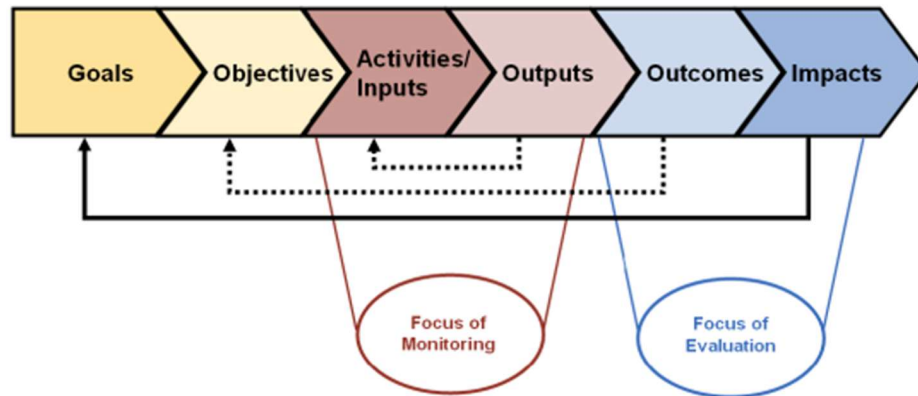 Goals
Objectives
Activities/
Inputs
Outputs
Outcomes
Impacts
Focus of
Monitoring
Focus of
Evaluation